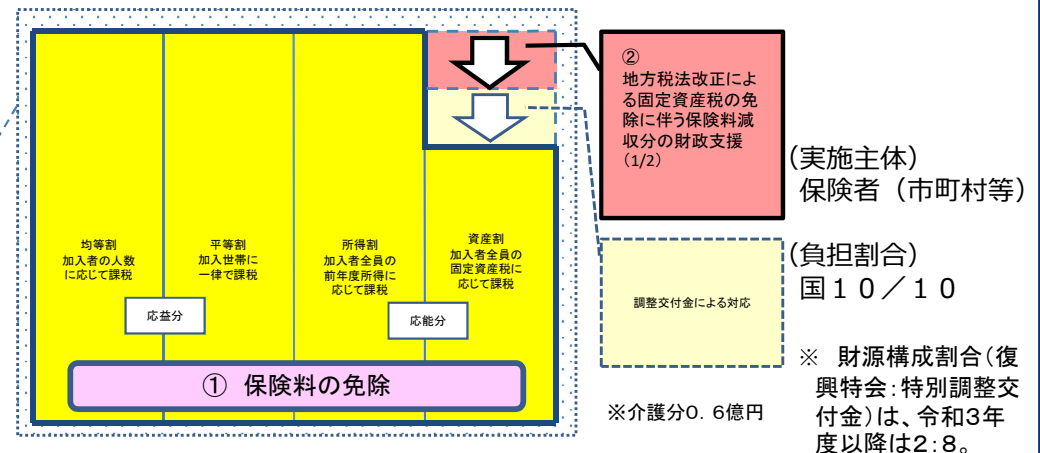 ②
地方税法改正によ
る固定資産税の免
除に伴う保険料減
収分の財政支援
(1/2)
(実施主体)
保険者（市町村等）
均等割
加入者の人数
に応じて課税
平等割
加入世帯に
一律で課税
所得割
加入者全員の
前年度所得に
応じて課税
資産割
加入者全員の
固定資産税に
応じて課税
応益分
応能分
① 保険料の免除
調整交付金による対応
(負担割合)
国１０／１０
※介護分０．６億円
※ 財源構成割合(復
興特会:特別調整交
付金)は、令和3年
度以降は2:8。